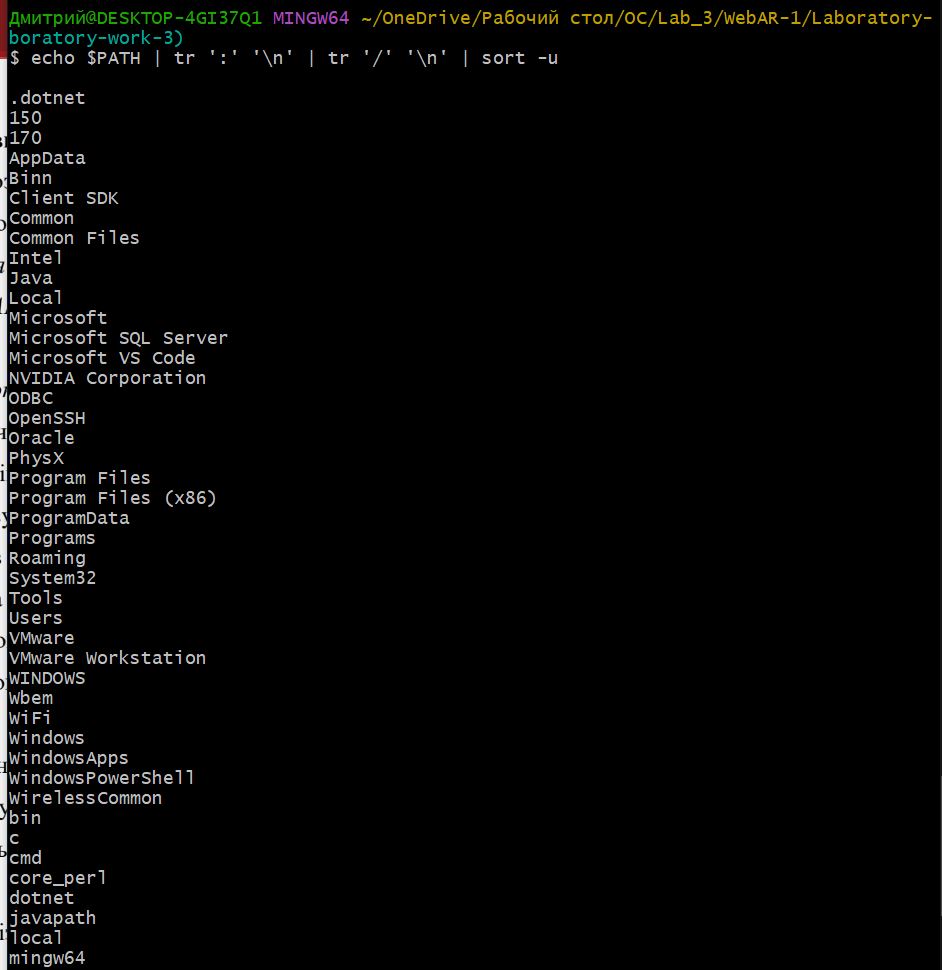 Дмитрий@DESKTOP-4GI37Q1 MINGW64 ~/OneDrive/Рабочий стол/ОС/Lab_3/WebAR-1/Laboratory-
boratory-work-3)
$ echo $PATH | tr ':' '\n' | tr '/' '\n' | sort -u
.dotnet
150
170
AppData
Binn
Client SDK
Common
Common Files
Intel
Java
Local
Microsoft
Microsoft SQL Server
Microsoft VS Code
NVIDIA Corporation
ODBC
OpenSSH
Oracle
PhysX
Program Files
Program Files (x86)
ProgramData
Programs
Roaming
System32
Tools
Users
VMware
VMware Workstation
WINDOWS
Wbem
WiFi
Windows
WindowsApps
WindowsPowerShell
WirelessCommon
bin
c
cmd
core_perl
dotnet
javapath
local
mingw64